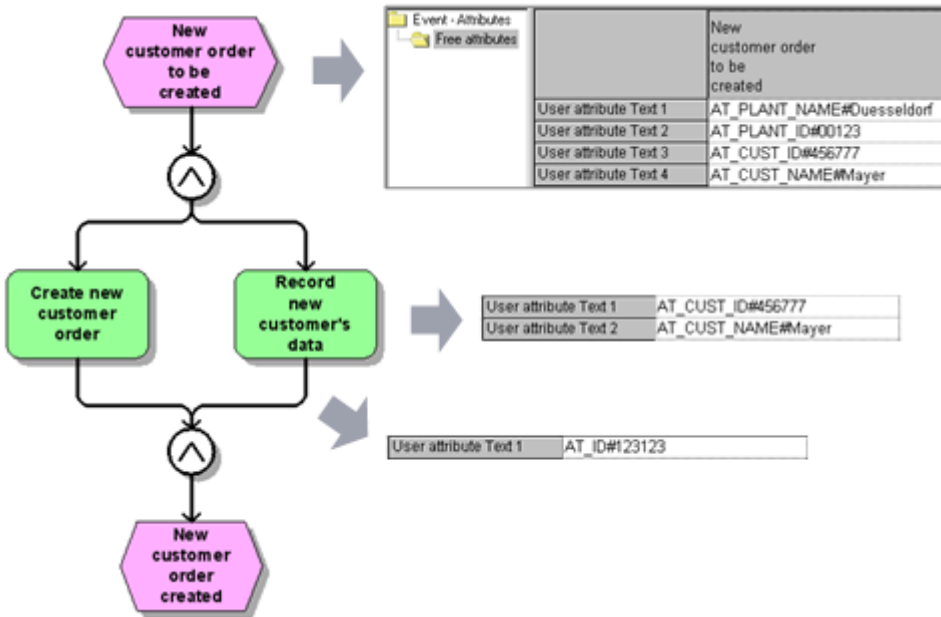 New
customer order
to be
created
Event - Attributes
Free attributes
New
customer order
to be
created
User attribute Text 1 AT_PLANT_NAME#Duesseldorf
User attribute Text 2 AT_PLANT_ID#00123
User attribute Text 3 AT_CUST_ID#456777
User attribute Text 4 AT_CUST_NAME#Mayer
Create new
customer
order
Record
new
customer's
data
User attribute Text 1 AT_CUST_ID#456777
User attribute Text 2 AT_CUST_NAME#Mayer
User attribute Text 1 AT_ID#123123
New
customer
order
created